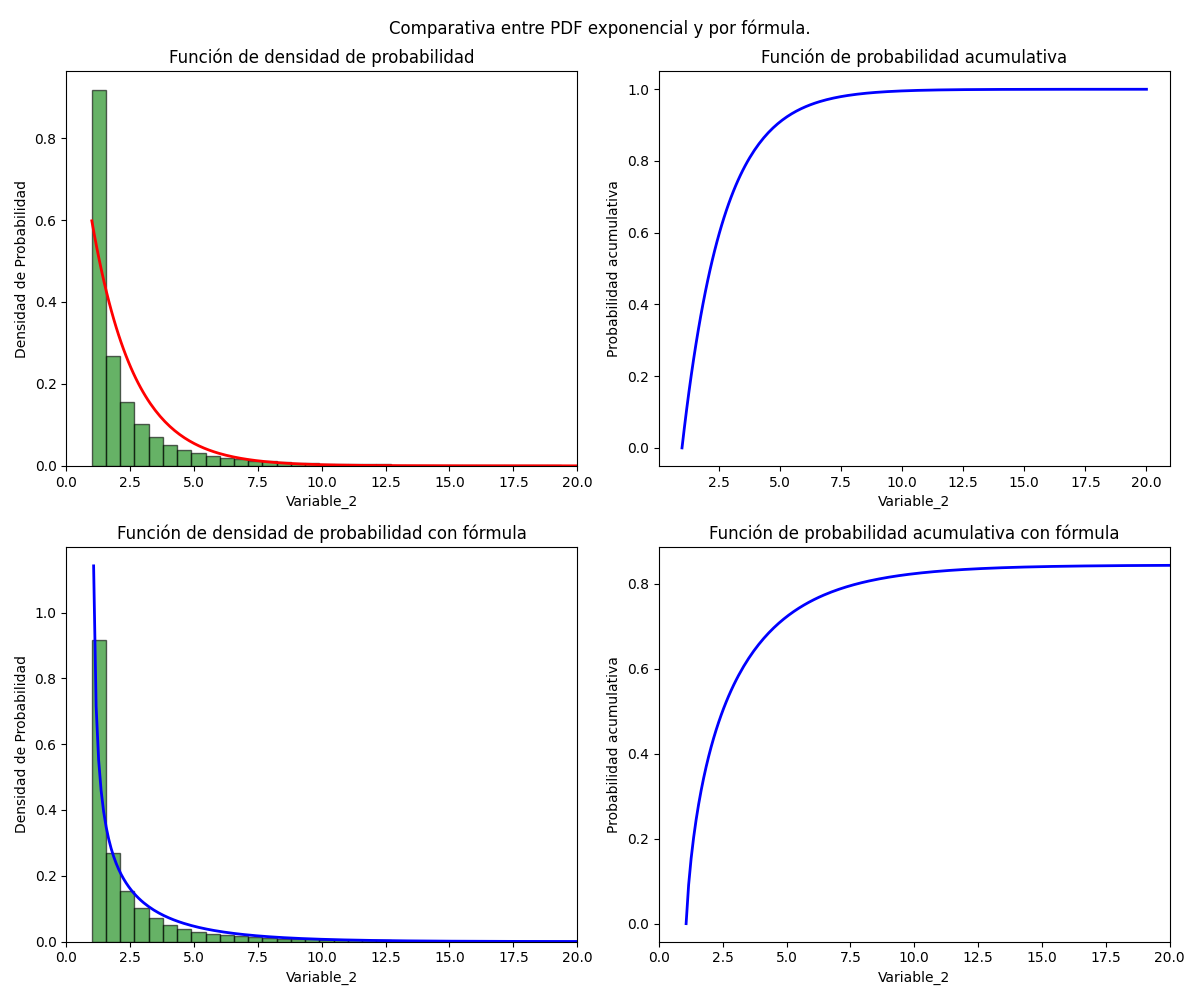 Comparativa entre PDF exponencial y por fórmula.
Función de densidad de probabilidad
Densidad de Probabilidad
0.8
0.6
0.4
0.2
0.0
0.0 2.5 5.0 7.5 10.0 12.5 15.0 17.5 20.0
Variable_2
Función de probabilidad acumulativa
Probabilidad acumulativa
1.0
0.8
0.6
0.4
0.2
0.0
2.5 5.0 7.5 10.0 12.5 15.0 17.5 20.0
Variable_2
Función de densidad de probabilidad con fórmula
Densidad de Probabilidad
1.0
0.8
0.6
0.4
0.2
0.0
0.0 2.5 5.0 7.5 10.0 12.5 15.0 17.5 20.0
Variable_2
Función de probabilidad acumulativa con fórmula
Probabilidad acumulativa
0.8
0.6
0.4
0.2
0.0
0.0 2.5 5.0 7.5 10.0 12.5 15.0 17.5 20.0
Variable_2